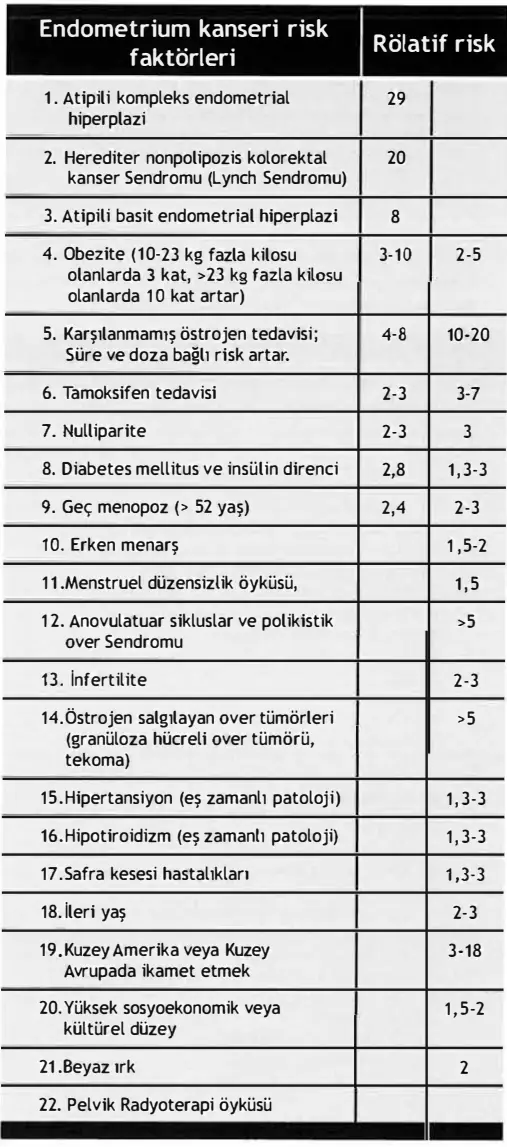 Endometrium kanseri risk
faktörleri
Rölatif risk
1. Atipili kompleks endometrial
hiperplazi
29
2. Herediter nonpolipozis kolorektal
kanser Sendromu (Lynch Sendromu)
20
3. Atipili basit endometrial hiperplazi
8
4. Obezite (10-23 kg fazla kilosu
olanlarda 3 kat, >23 kg fazla kilosu
olanlarda 10 kat artar)
3-10
2-5
5. Karşılanmamış östrojen tedavisi;
Süre ve doza bağlı risk artar.
4-8
10-20
6. Tamoksifen tedavisi
2-3
3-7
7. Nulliparite
2-3
3
8. Diabetes mellitus ve insülin direnci
2,8
1,3-3
9. Geç menopoz (> 52 yaş)
2,4
2-3
10. Erken menarş
1,5-2
11.Menstruel düzensizlik öyküsü,
1,5
12. Anovulatuar sikluslar ve polikistik
over Sendromu
>5
13. İnfertilite
2-3
14.Östrojen salgılayan over tümörleri
(granüloza hücreli over tümörü,
tekoma)
>5
15.Hipertansiyon (eş zamanlı patoloji)
1,3-3
16.Hipotiroidizm (eş zamanlı patoloji)
1,3-3
17.Safra kesesi hastalıkları
1,3-3
18.İleri yaş
2-3
19.Kuzey Amerika veya Kuzey
Avrupada ikamet etmek
3-18
20.Yüksek sosyoekonomik veya
kültürel düzey
1,5-2
21.Beyaz ırk
2
22. Pelvik Radyoterapi öyküsü